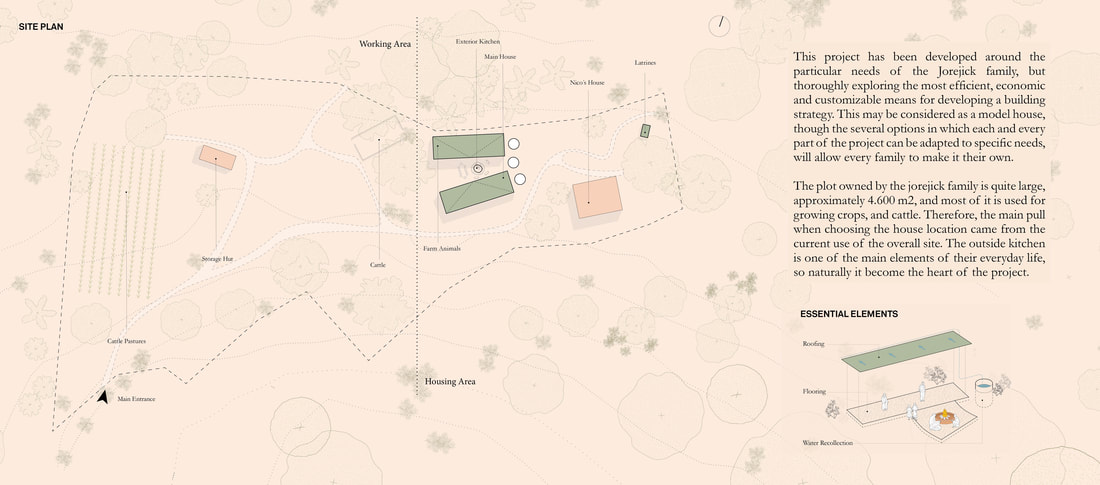 SITE PLAN
Working Area
Exterior Kitchen
Main House
Latrines
Nico's House
Storage Hut
Farm Animals
Cattle
Cattle Pastures
Housing Area
Main Entrance
This project has been developed around the
particular needs of the Jorejick family, but
thoroughly exploring the most efficient, economic
and customizable means for developing a building
strategy. This may be considered as a model house,
though the several options in which each and every
part of the project can be adapted to specific needs,
will allow every family to make it their own.
The plot owned by the jorejick family is quite large,
approximately 4.600 m2, and most of it is used for
growing crops, and cattle. Therefore, the main pull
when choosing the house location came from the
current use of the overall site. The outside kitchen
is one of the main elements of their everyday life,
so naturally it become the heart of the project.
ESSENTIAL ELEMENTS
Roofing
Flooring
Water Recollection